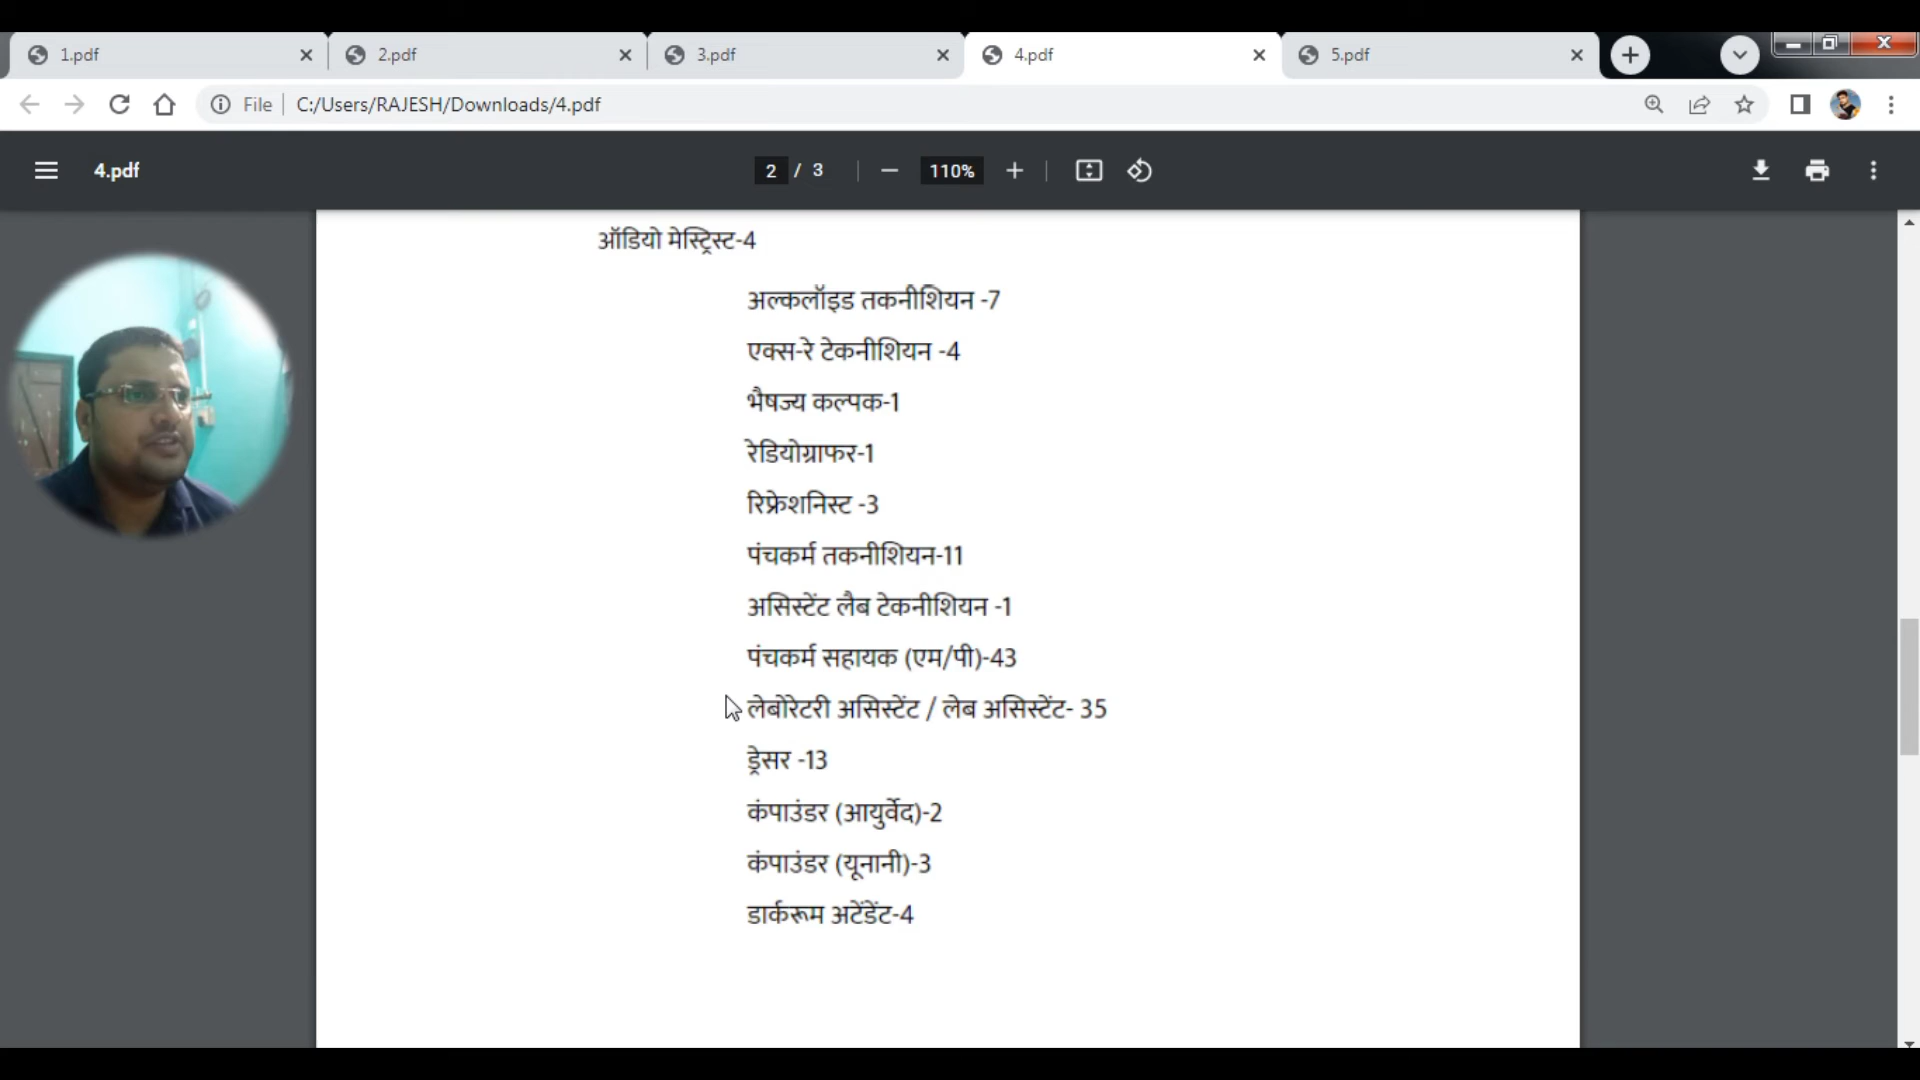 1.pdf 2.pdf 3.pdf 4.pdf 5.pdf
File C:/Users/RAJESH/Downloads/4.pdf
4.pdf 2 / 3 110%
ऑडियो मेस्ट्रिस्ट-4
अल्कलॉइड तकनीशियन -7
एक्स-रे टेकनीशियन -4
भैषज्य कल्पक-1
रेडियोग्राफर-1
रिफ्रेशनिस्ट -3
पंचकर्म तकनीशियन-11
असिस्टेंट लैब टेकनीशियन -1
पंचकर्म सहायक (एम/पी)-43
लेबोरेटरी असिस्टेंट / लेब असिस्टेंट- 35
ड्रेसर -13
कंपाउंडर (आयुर्वेद)-2
कंपाउंडर (यूनानी)-3
डार्करूम अटेंडेंट-4